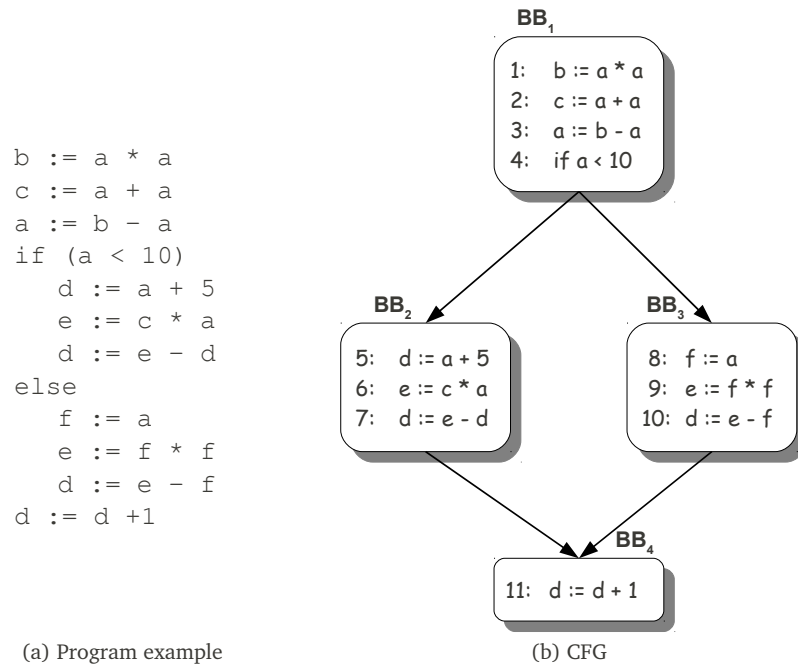 b := a * a
c := a + a
a := b - a
if (a < 10)
d := a + 5
e := c * a
d := e - d
else
f := a
e := f * f
d := e - f
d := d +1
(a) Program example
BB1
1: b := a * a
2: c := a + a
3: a := b - a
4: if a < 10
BB2
5: d := a + 5
6: e := c * a
7: d := e - d
BB3
8: f := a
9: e := f * f
10: d := e - f
BB4
11: d := d + 1
(b) CFG